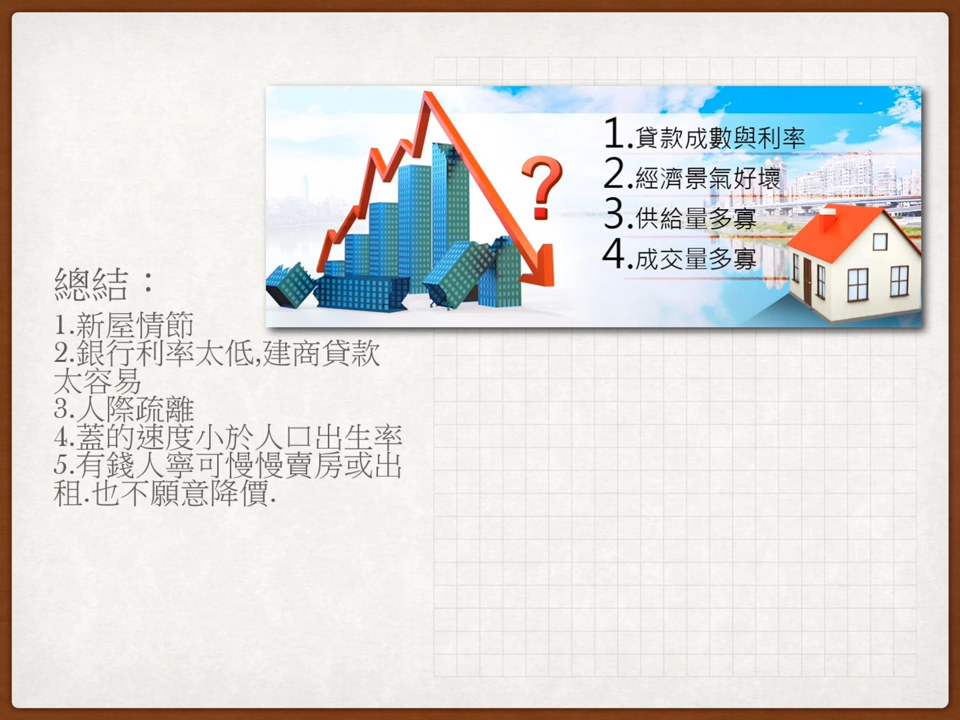 1.貸款成數與利率
2.經濟景氣好壞
3.供給量多寡
4.成交量多寡
總結：
1.新屋情節
2.銀行利率太低,建商貸款
太容易
3.人際疏離
4.蓋的速度小於人口出生率
5.有錢人寧可慢慢賣房或出
租.也不願意降價.